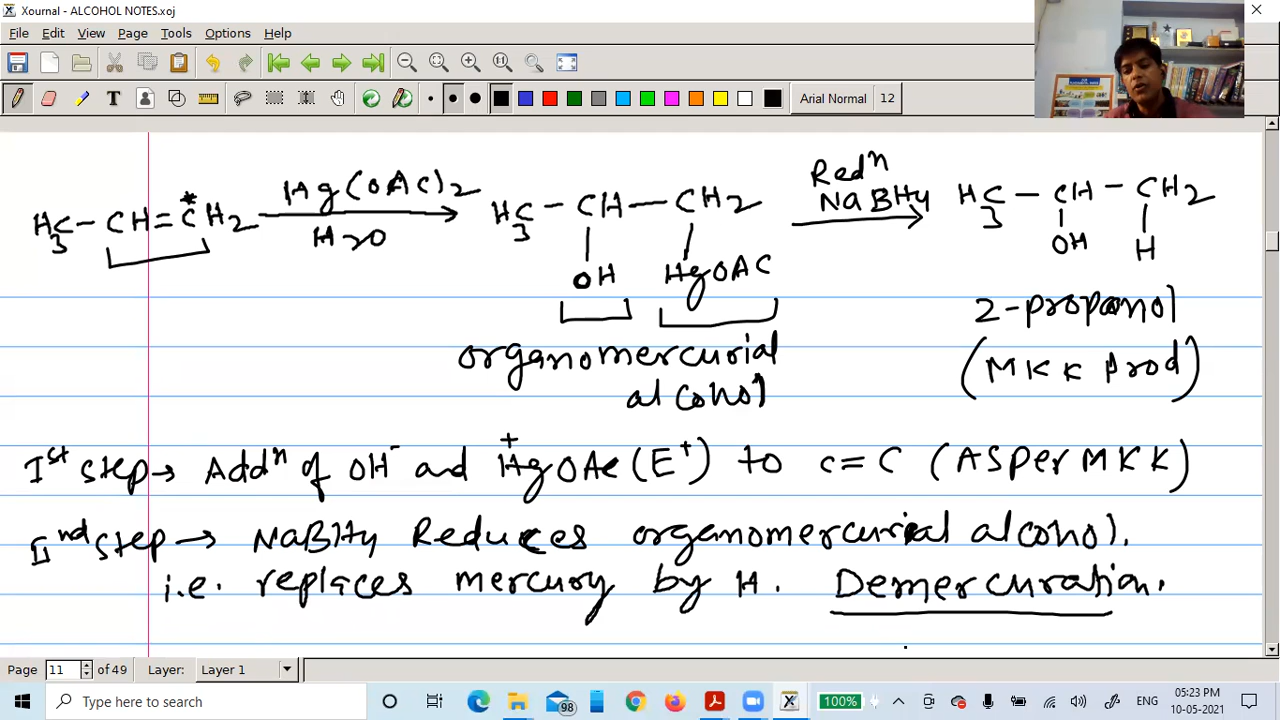 Xournal - ALCOHOL NOTES.xoj
File Edit View Page Tools Options Help
Arial Normal 12
H3C - CH = *CH2 Hg(OAc)2 H3C - CH - CH2 Redn H3C - CH - CH2
H2O NaBH4
OH HgOAC OH H
organomercurial 2-propanol
alcohol (MKK Prod)
Ist step → Addn of OH- and +HgOAc (E+) to C=C (AS Per MKK)
IInd step → NaBH4 Reduces organomercurial alcohol.
i.e. replaces mercury by H. Demercuration.
Page 11 of 49 Layer: Layer 1
Type here to search 98 100% ENG 05:23 PM
10-05-2021